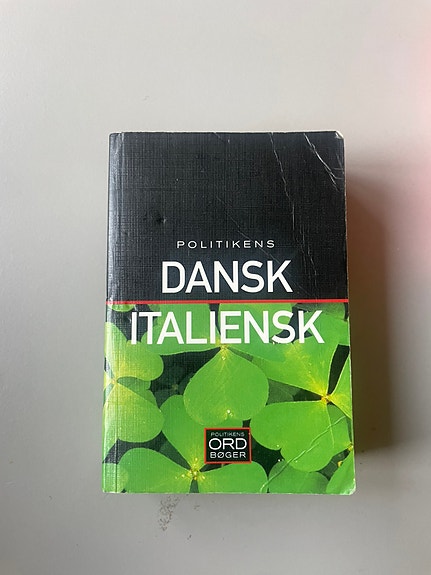 POLITIKENS
DANSK
ITALIENSK
POLITIKENS
ORD
BØGER